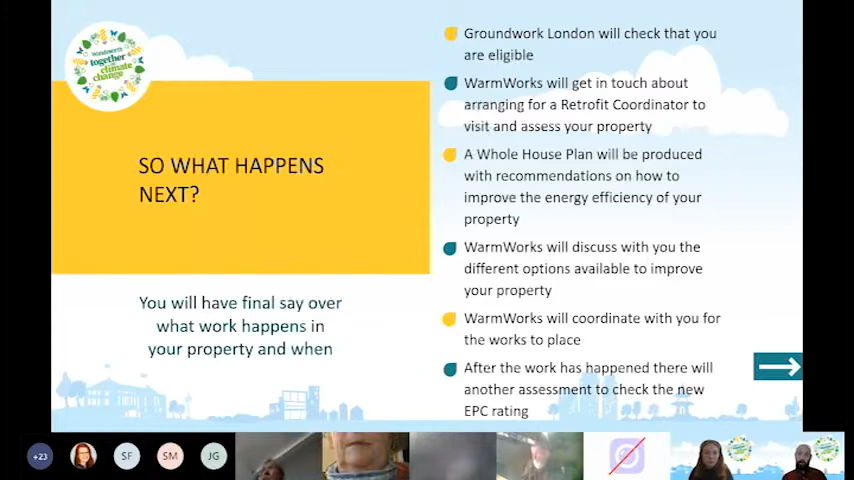 Wandsworth
together
on
climate
change
SO WHAT HAPPENS
NEXT?
You will have final say over
what work happens in
your property and when
Groundwork London will check that you
are eligible
WarmWorks will get in touch about
arranging for a Retrofit Coordinator to
visit and assess your property
A Whole House Plan will be produced
with recommendations on how to
improve the energy efficiency of your
property
WarmWorks will discuss with you the
different options available to improve
your property
WarmWorks will coordinate with you for
the works to place
After the work has happened there will
another assessment to check the new
EPC rating
+23
SF
SM
JG